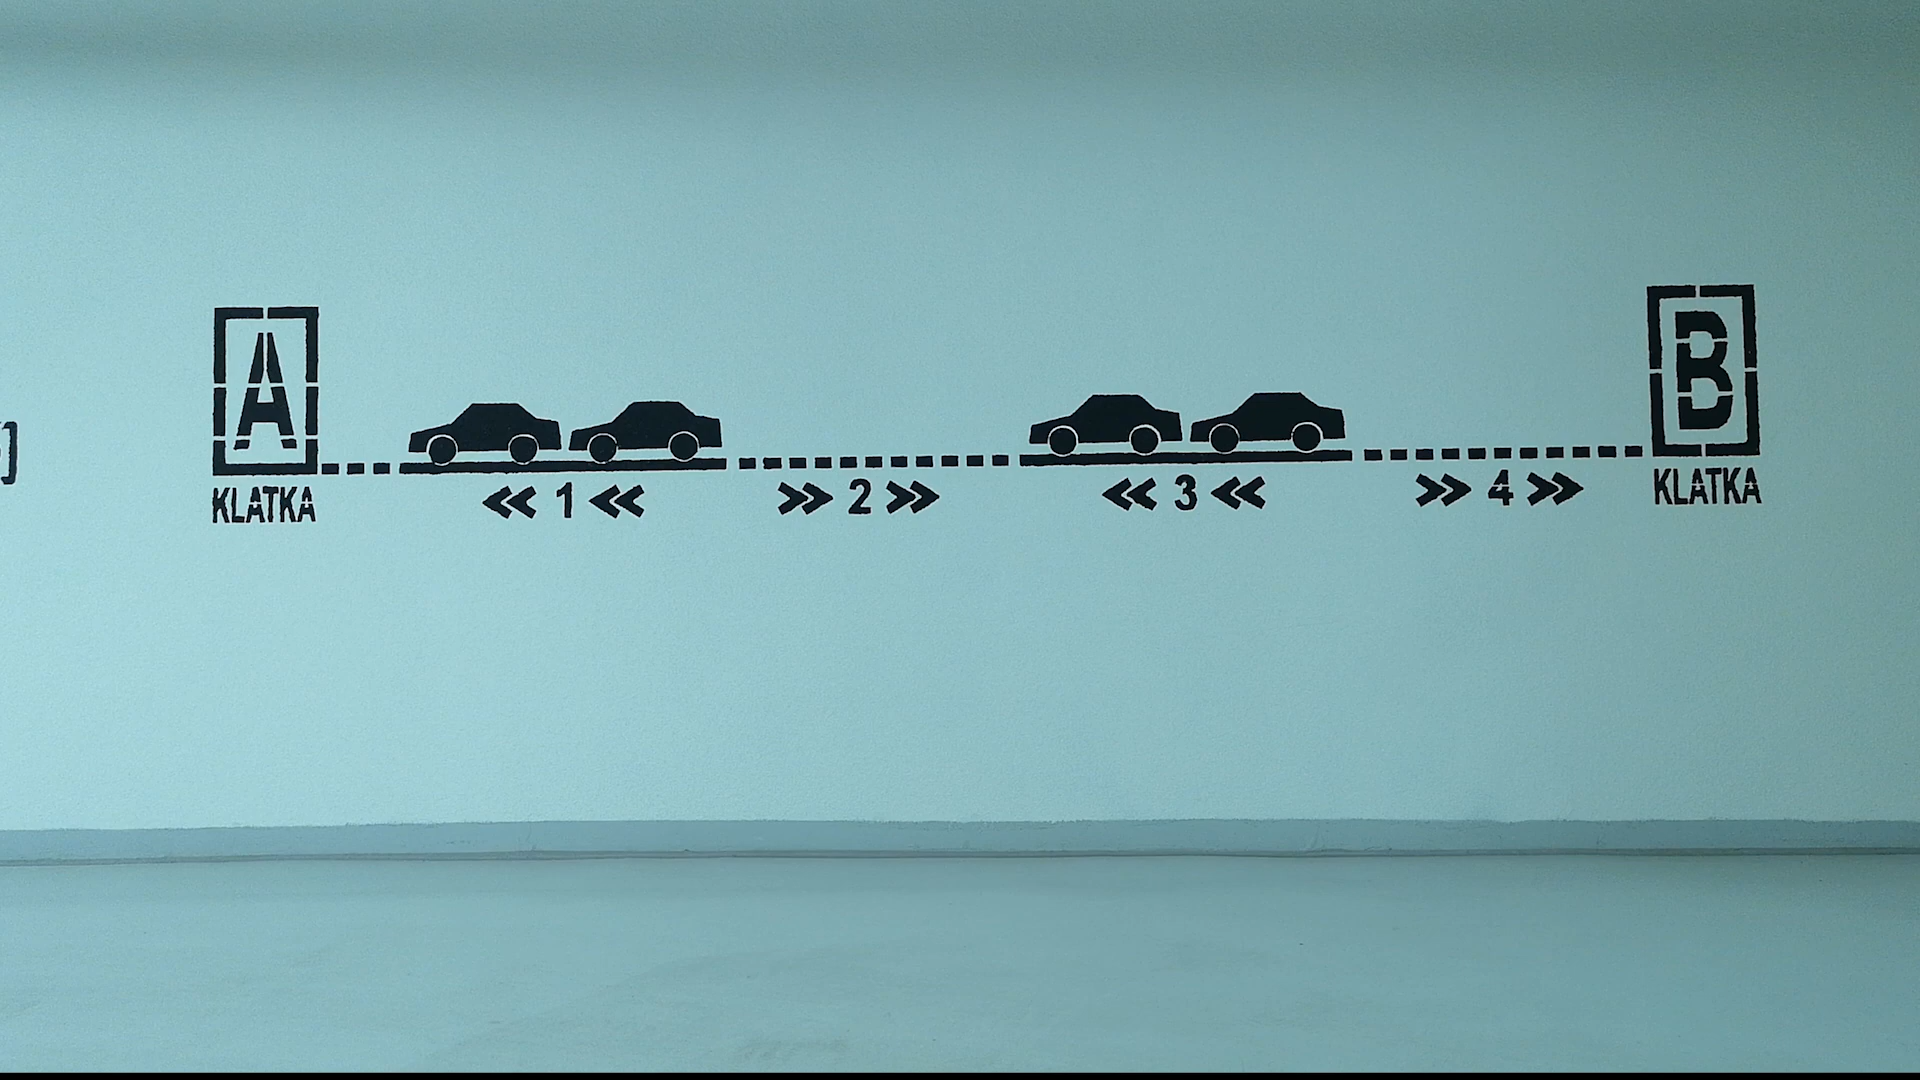 A
B
<< 1 << >> 2 >> << 3 << >> 4 >>
KLATKA
KLATKA